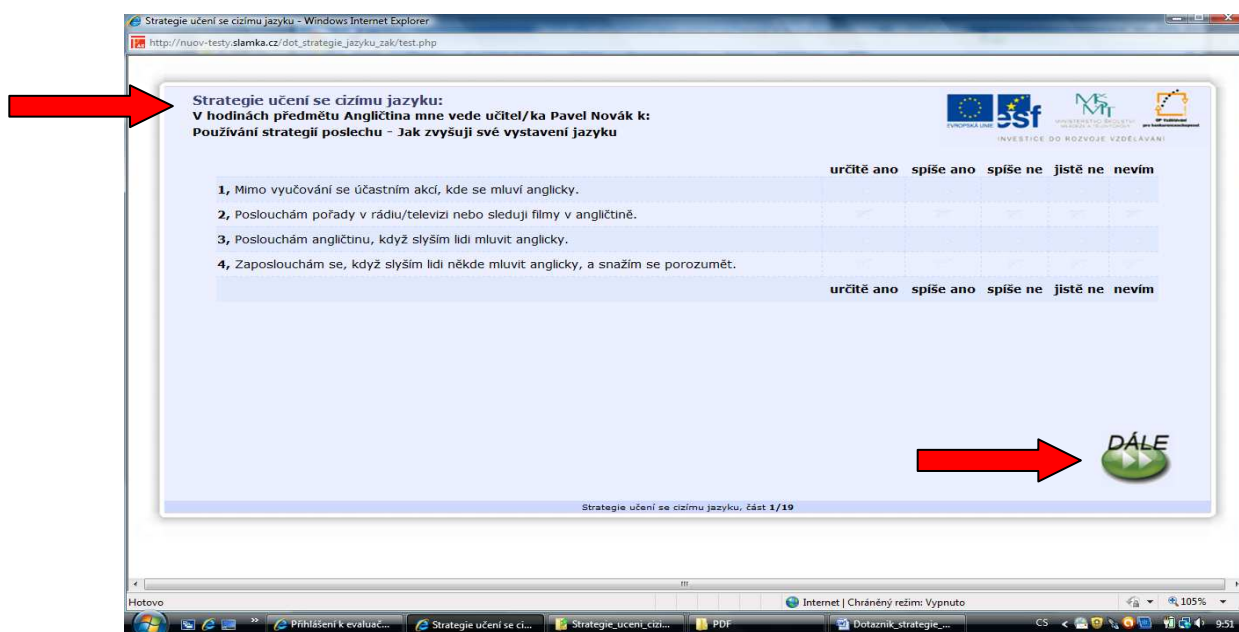 Strategie učení se cizímu jazyku - Windows Internet Explorer
http://nuov-testy.slamka.cz/dot_strategie_jazyku_zak/test.php
Strategie učení se cizímu jazyku:
V hodinách předmětu Angličtina mne vede učitel/ka Pavel Novák k:
Používání strategií poslechu - Jak zvyšuji své vystavení jazyku
EVROPSKÁ UNIE
esf
INVESTICE DO ROZVOJE VZDĚLÁVÁNÍ
určitě ano spíše ano spíše ne jistě ne nevím
1, Mimo vyučování se účastním akcí, kde se mluví anglicky.
2, Poslouchám pořady v rádiu/televizi nebo sleduji filmy v angličtině.
3, Poslouchám angličtinu, když slyším lidi mluvit anglicky.
4, Zaposlouchám se, když slyším lidi někde mluvit anglicky, a snažím se porozumět.
určitě ano spíše ano spíše ne jistě ne nevím
DÁLE
Strategie učení se cizímu jazyku, část 1/19
Hotovo
Internet | Chráněný režim: Vypnuto
105%
Přihlášení k evaluač...
Strategie učení se ci...
Strategie_uceni_cizi...
PDF
Dotaznik_strategie_...
CS
9:51